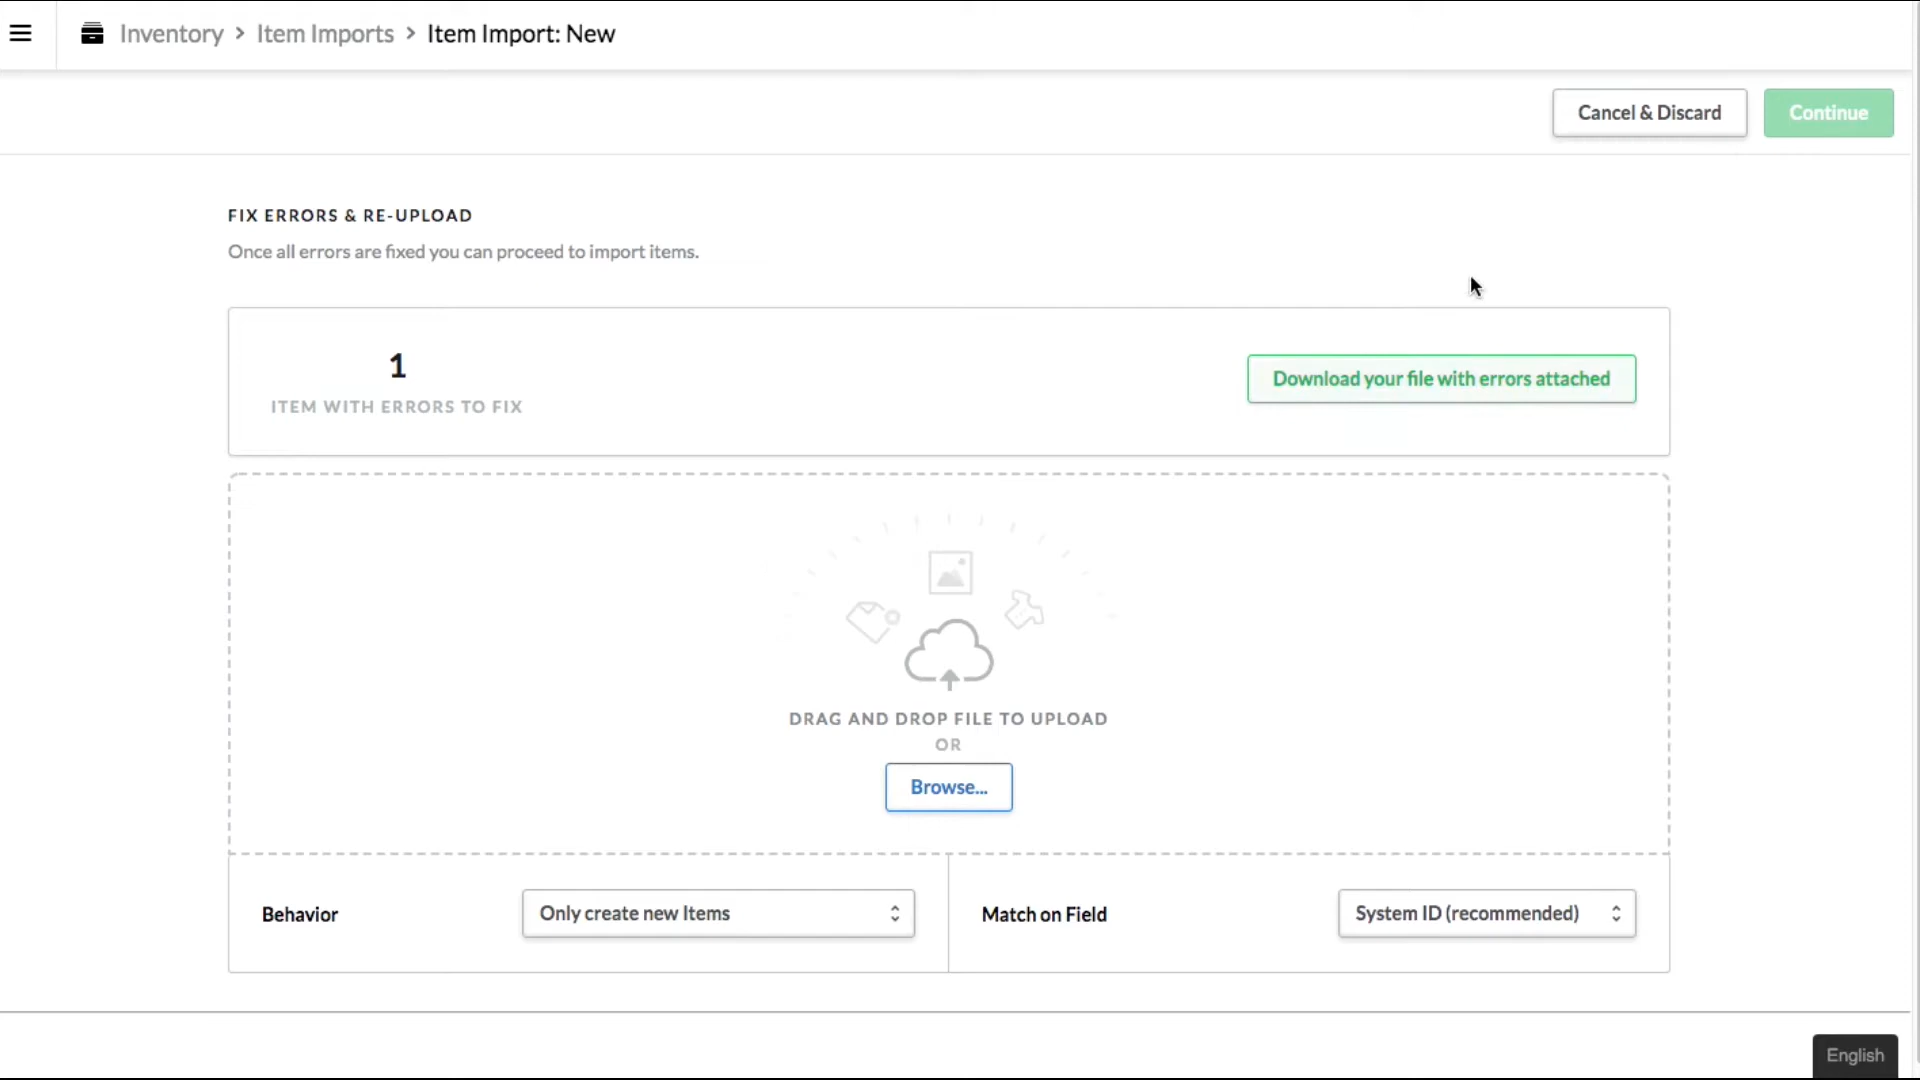 Inventory > Item Imports > Item Import: New
Cancel & Discard
Continue
FIX ERRORS & RE-UPLOAD
Once all errors are fixed you can proceed to import items.
1
ITEM WITH ERRORS TO FIX
Download your file with errors attached
DRAG AND DROP FILE TO UPLOAD
OR
Browse...
Behavior
Only create new Items
Match on Field
System ID (recommended)
English